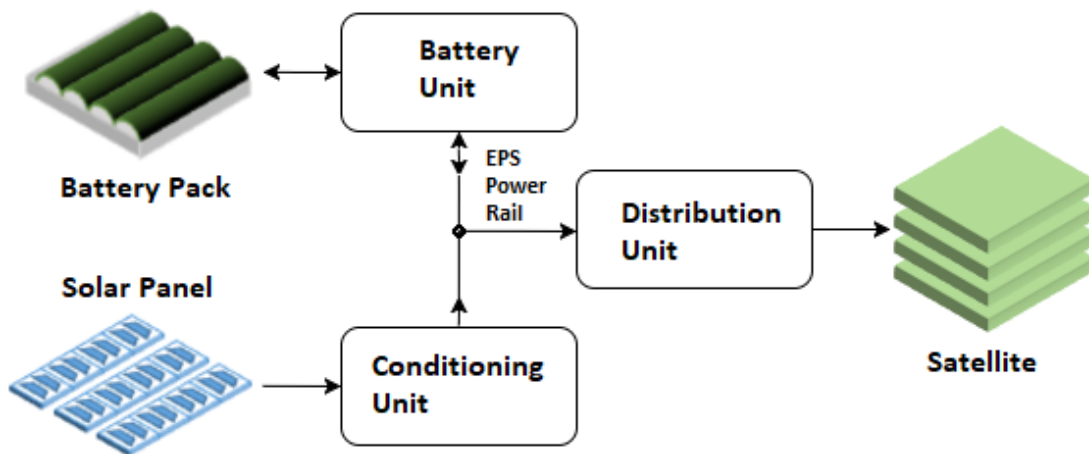 Battery
Unit
EPS
Power
Rail
Battery Pack
Distribution
Unit
Solar Panel
Conditioning
Unit
Satellite